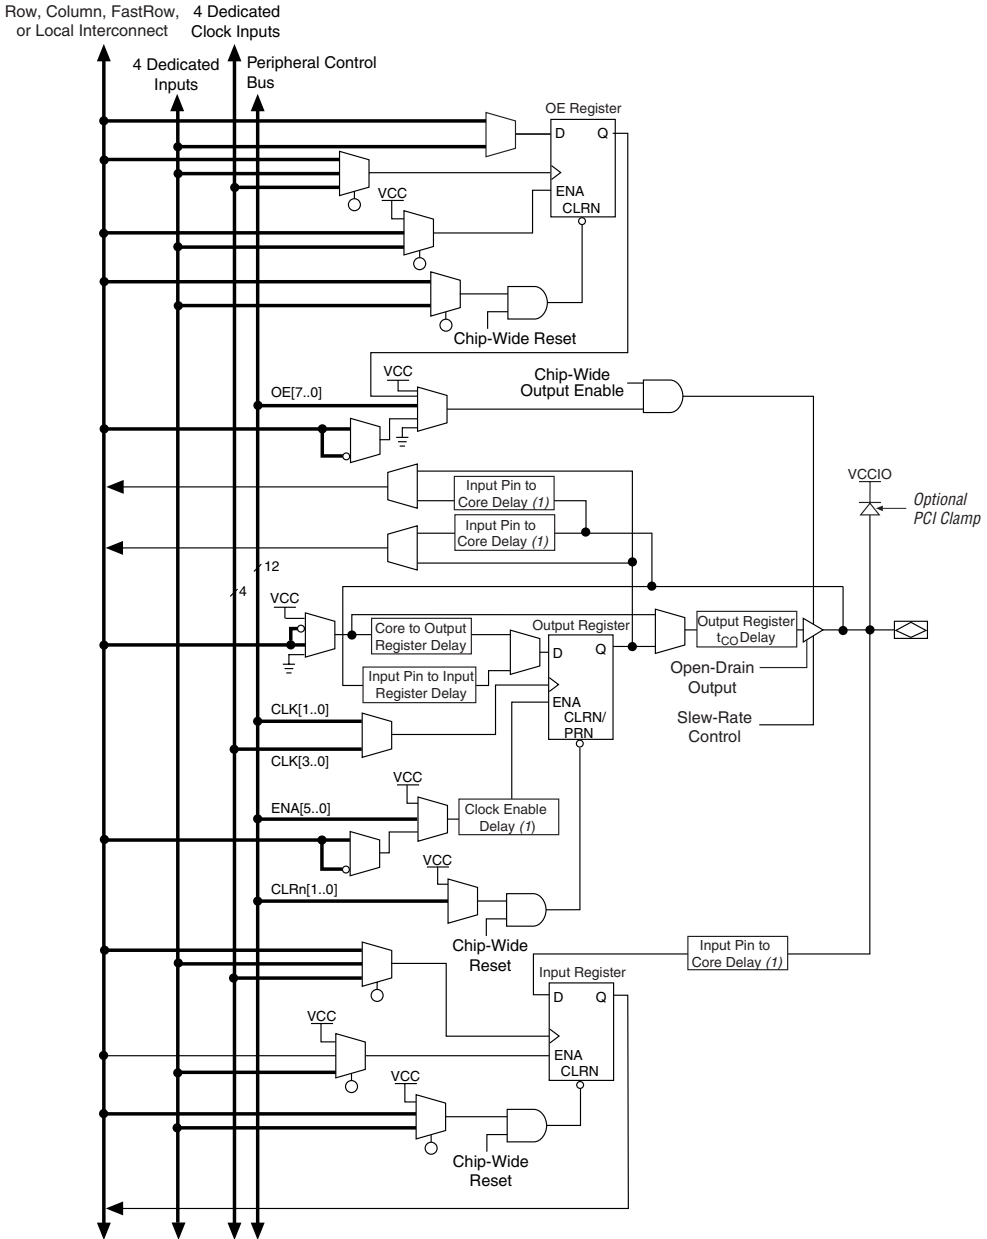 Row, Column, FastRow,
or Local Interconnect
4 Dedicated
Clock Inputs
4 Dedicated
Inputs
Peripheral Control
Bus
OE Register
D
Q
ENA
CLRN
VCC
Chip-Wide Reset
VCC
Chip-Wide
Output Enable
OE[7..0]
Input Pin to
Core Delay (1)
VCCIO
Optional
PCI Clamp
Input Pin to
Core Delay (1)
12
4
VCC
Core to Output
Register Delay
Output Register
D
Q
ENA
CLRN/
PRN
Output Register
tCO Delay
Input Pin to Input
Register Delay
Open-Drain
Output
Slew-Rate
Control
CLK[1..0]
CLK[3..0]
VCC
ENA[5..0]
Clock Enable
Delay (1)
VCC
CLRn[1..0]
Chip-Wide
Reset
Input Pin to
Core Delay (1)
Input Register
D
Q
ENA
CLRN
VCC
VCC
Chip-Wide
Reset